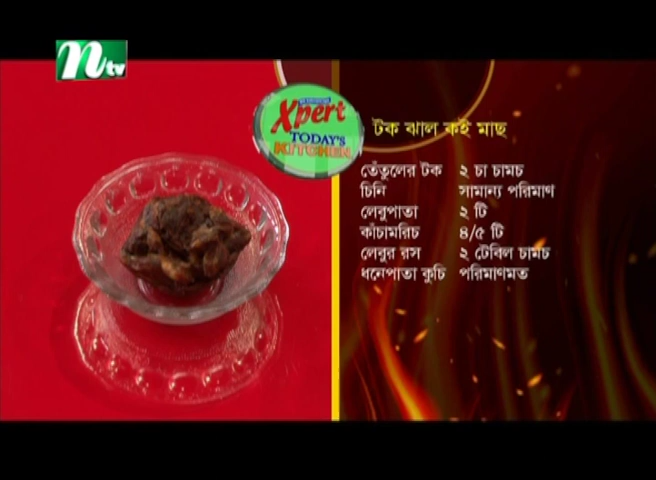 ntv
Xpert
TODAY'S
KITCHEN
টক ঝাল কই মাছ
তেঁতুলের টক ২ চা চামচ
চিনি সামান্য পরিমাণ
লেবুপাতা ২ টি
কাঁচামরিচ ৪/৫ টি
লেবুর রস ২ টেবিল চামচ
ধনেপাতা কুচি পরিমাণমত